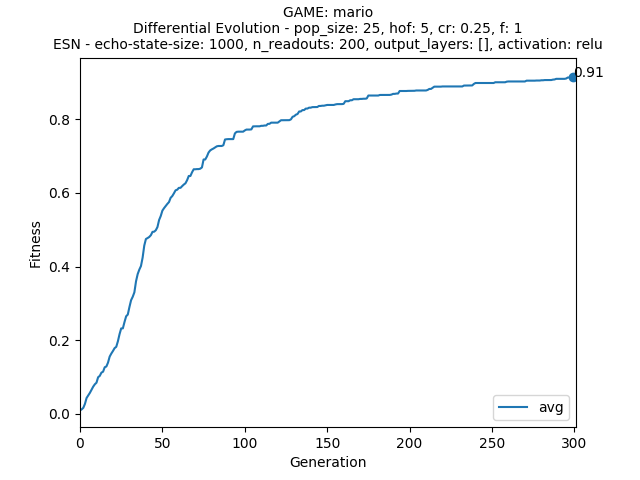 GAME: mario
Differential Evolution - pop_size: 25, hof: 5, cr: 0.25, f: 1
ESN - echo-state-size: 1000, n_readouts: 200, output_layers: [], activation: relu
0.91
0.8
0.6
0.4
0.2
0.0
Fitness
avg
0 50 100 150 200 250 300
Generation